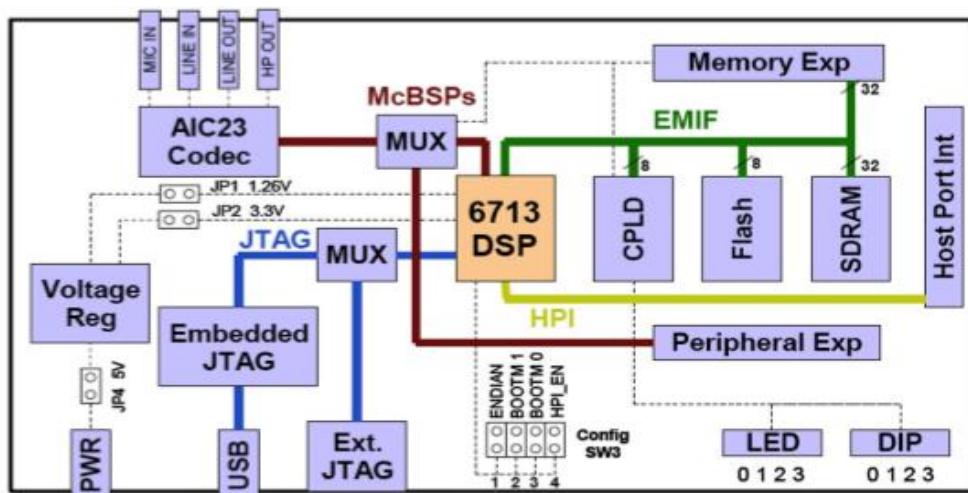 MIC IN
LINE IN
LINE OUT
HP OUT
AIC23
Codec
McBSPs
MUX
Memory Exp
32
EMIF
8
8
32
JP1 1.26V
JP2 3.3V
6713
DSP
CPLD
Flash
SDRAM
Host Port Int
JTAG
MUX
Voltage
Reg
HPI
Embedded
JTAG
Peripheral Exp
JP4 5V
ENDIAN
BOOTM 1
BOOTM 0
HPI_EN
Config
SW3
1 2 3 4
PWR
USB
Ext.
JTAG
LED
DIP
0 1 2 3
0 1 2 3